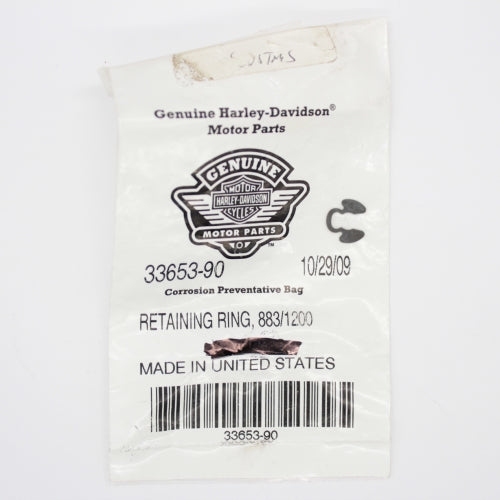 Genuine Harley-Davidson®
Motor Parts
GENUINE
MOTOR
HARLEY-DAVIDSON
CYCLES
MOTOR PARTS
™
33653-90 10/29/09
Corrosion Preventative Bag
RETAINING RING, 883/1200
MADE IN UNITED STATES
33653-90